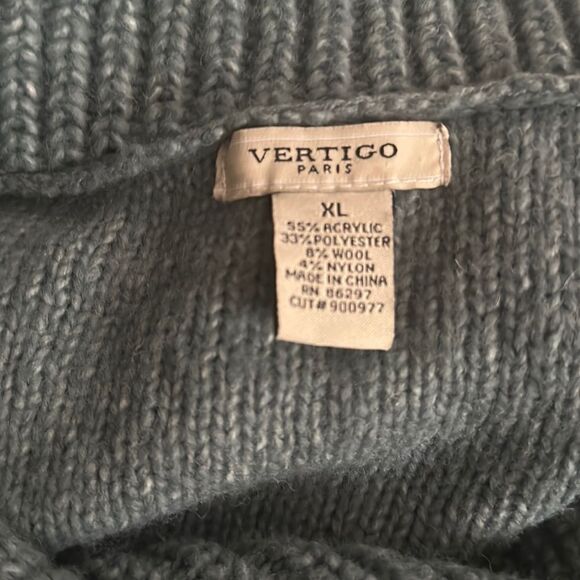 VERTIGO
PARIS
XL
55% ACRYLIC
33% POLYESTER
8% WOOL
4% NYLON
MADE IN CHINA
RN 86297
CUT# 900977